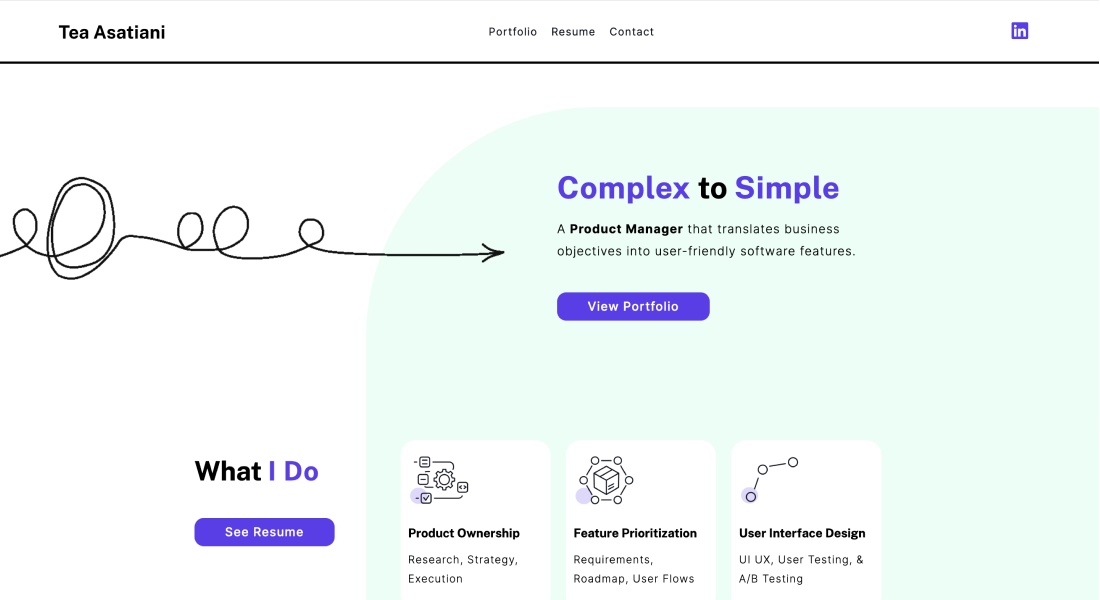 Tea Asatiani
Portfolio Resume Contact
in
Complex to Simple
A Product Manager that translates business
objectives into user-friendly software features.
View Portfolio
What I Do
See Resume
Product Ownership
Research, Strategy,
Execution
Feature Prioritization
Requirements,
Roadmap, User Flows
User Interface Design
UI UX, User Testing, &
A/B Testing